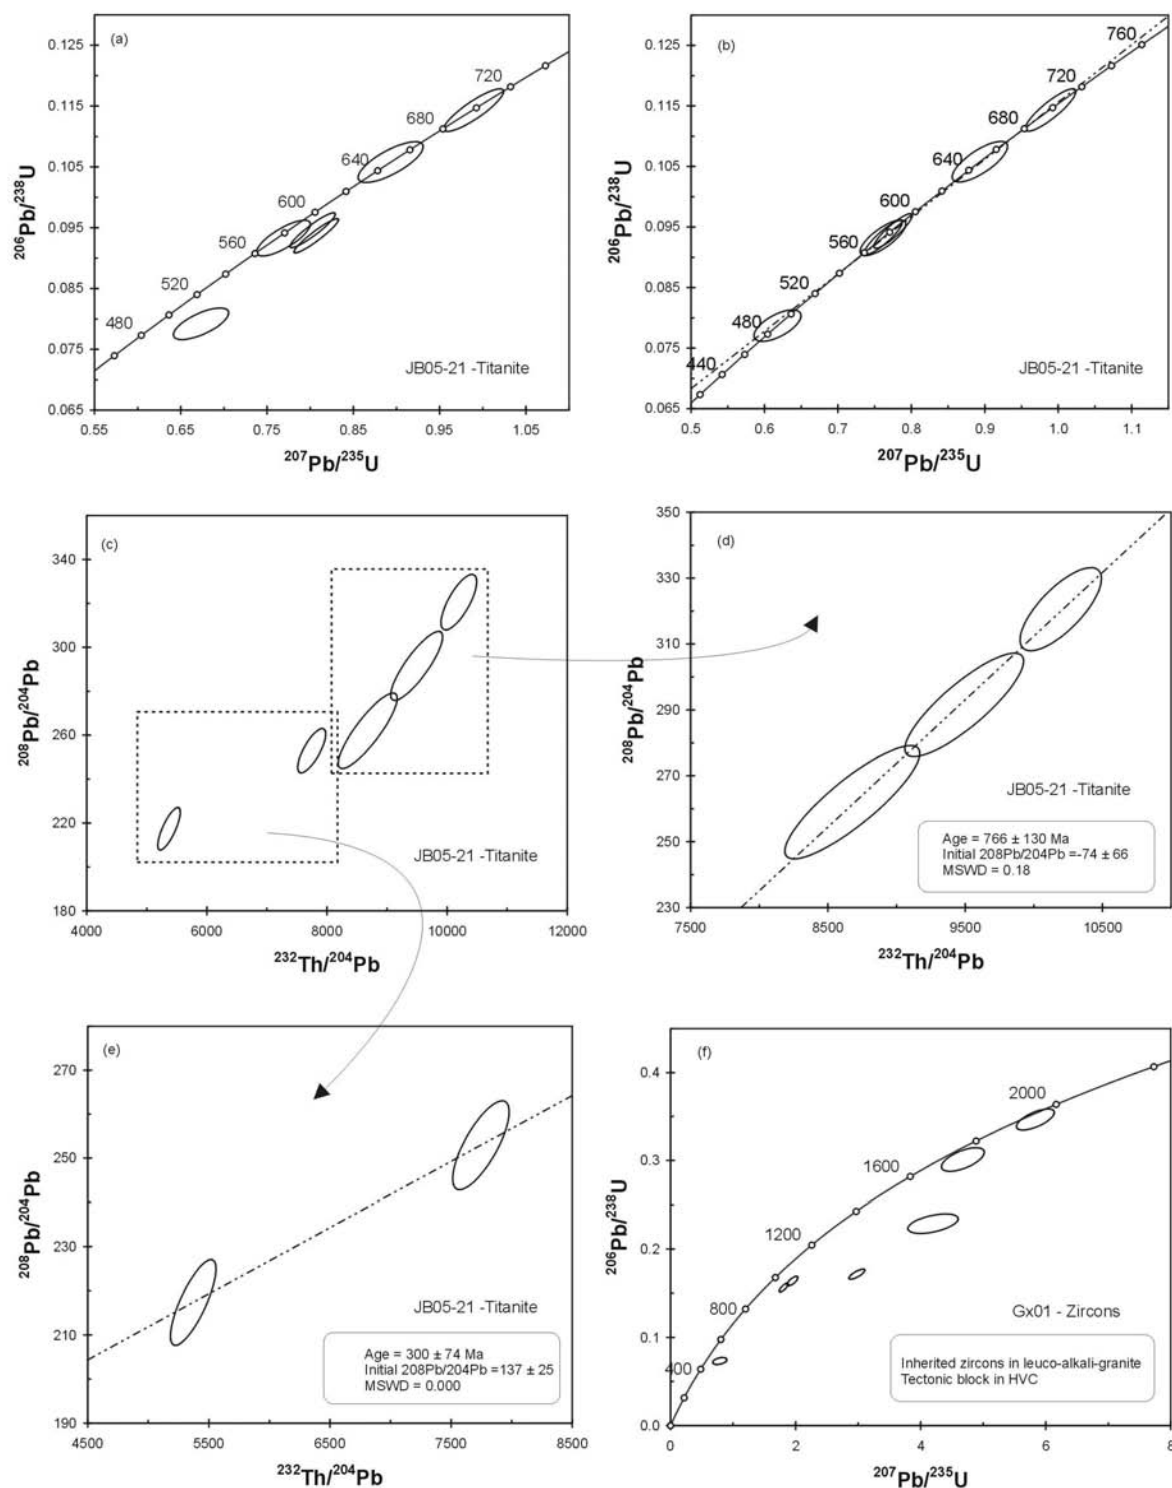 (a)
0.125
0.115
0.105
0.095
0.085
0.075
0.065
720
680
640
600
560
520
480
JB05-21 -Titanite
0.55 0.65 0.75 0.85 0.95 1.05
206Pb/238U
207Pb/235U
(b)
0.125
0.115
0.105
0.095
0.085
0.075
0.065
760
720
680
640
600
560
520
480
440
JB05-21 -Titanite
0.5 0.6 0.7 0.8 0.9 1.0 1.1
206Pb/238U
207Pb/235U
(c)
340
300
260
220
180
JB05-21 -Titanite
4000 6000 8000 10000 12000
208Pb/204Pb
232Th/204Pb
(d)
350
330
310
290
270
250
230
JB05-21 -Titanite
Age = 766 ± 130 Ma
Initial 208Pb/204Pb =-74 ± 66
MSWD = 0.18
7500 8500 9500 10500
208Pb/204Pb
232Th/204Pb
(e)
270
250
230
210
190
JB05-21 -Titanite
Age = 300 ± 74 Ma
Initial 208Pb/204Pb =137 ± 25
MSWD = 0.000
4500 5500 6500 7500 8500
208Pb/204Pb
232Th/204Pb
(f)
0.4
0.3
0.2
0.1
0.0
2000
1600
1200
800
400
Gx01 - Zircons
Inherited zircons in leuco-alkali-granite
Tectonic block in HVC
0 2 4 6 8
206Pb/238U
207Pb/235U